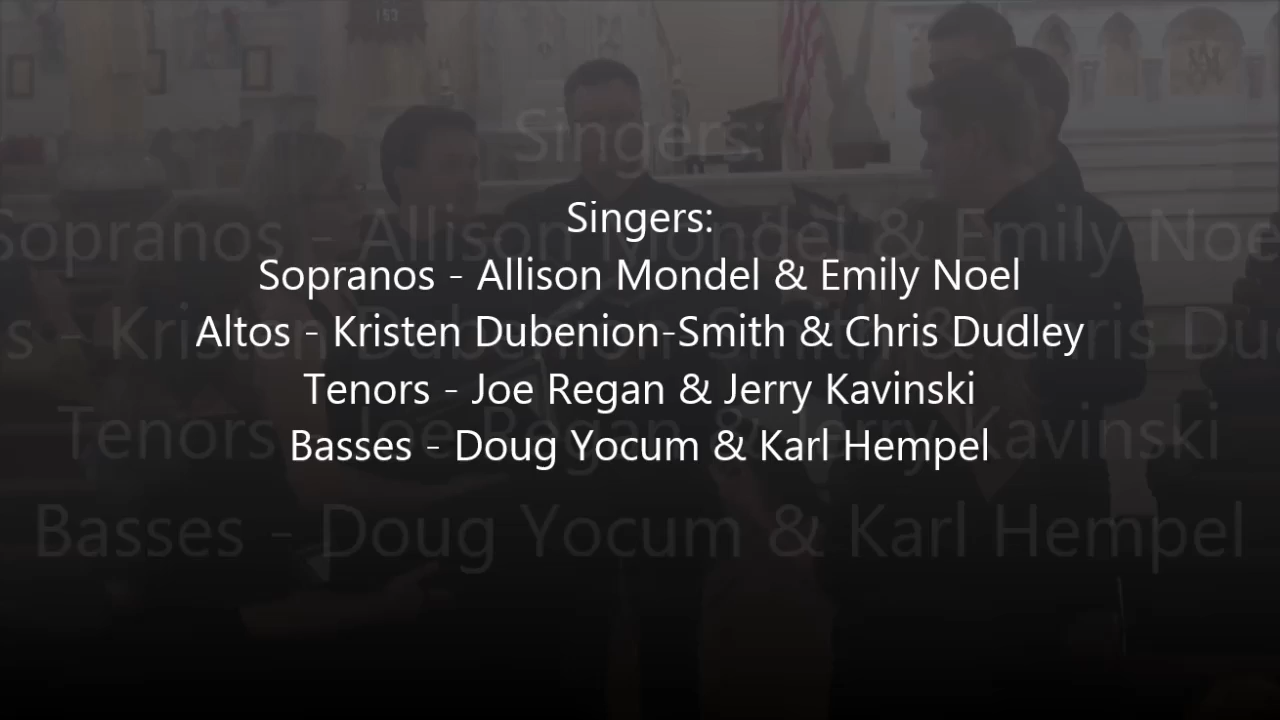 Singers:
Sopranos - Allison Mondel & Emily Noel
Altos - Kristen Dubenion-Smith & Chris Dudley
Tenors - Joe Regan & Jerry Kavinski
Basses - Doug Yocum & Karl Hempel